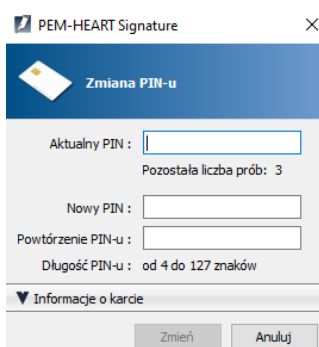 PEM-HEART Signature
Zmiana PIN-u
Aktualny PIN :
Pozostała liczba prób: 3
Nowy PIN :
Powtórzenie PIN-u :
Długość PIN-u : od 4 do 127 znaków
Informacje o karcie
Zmień Anuluj